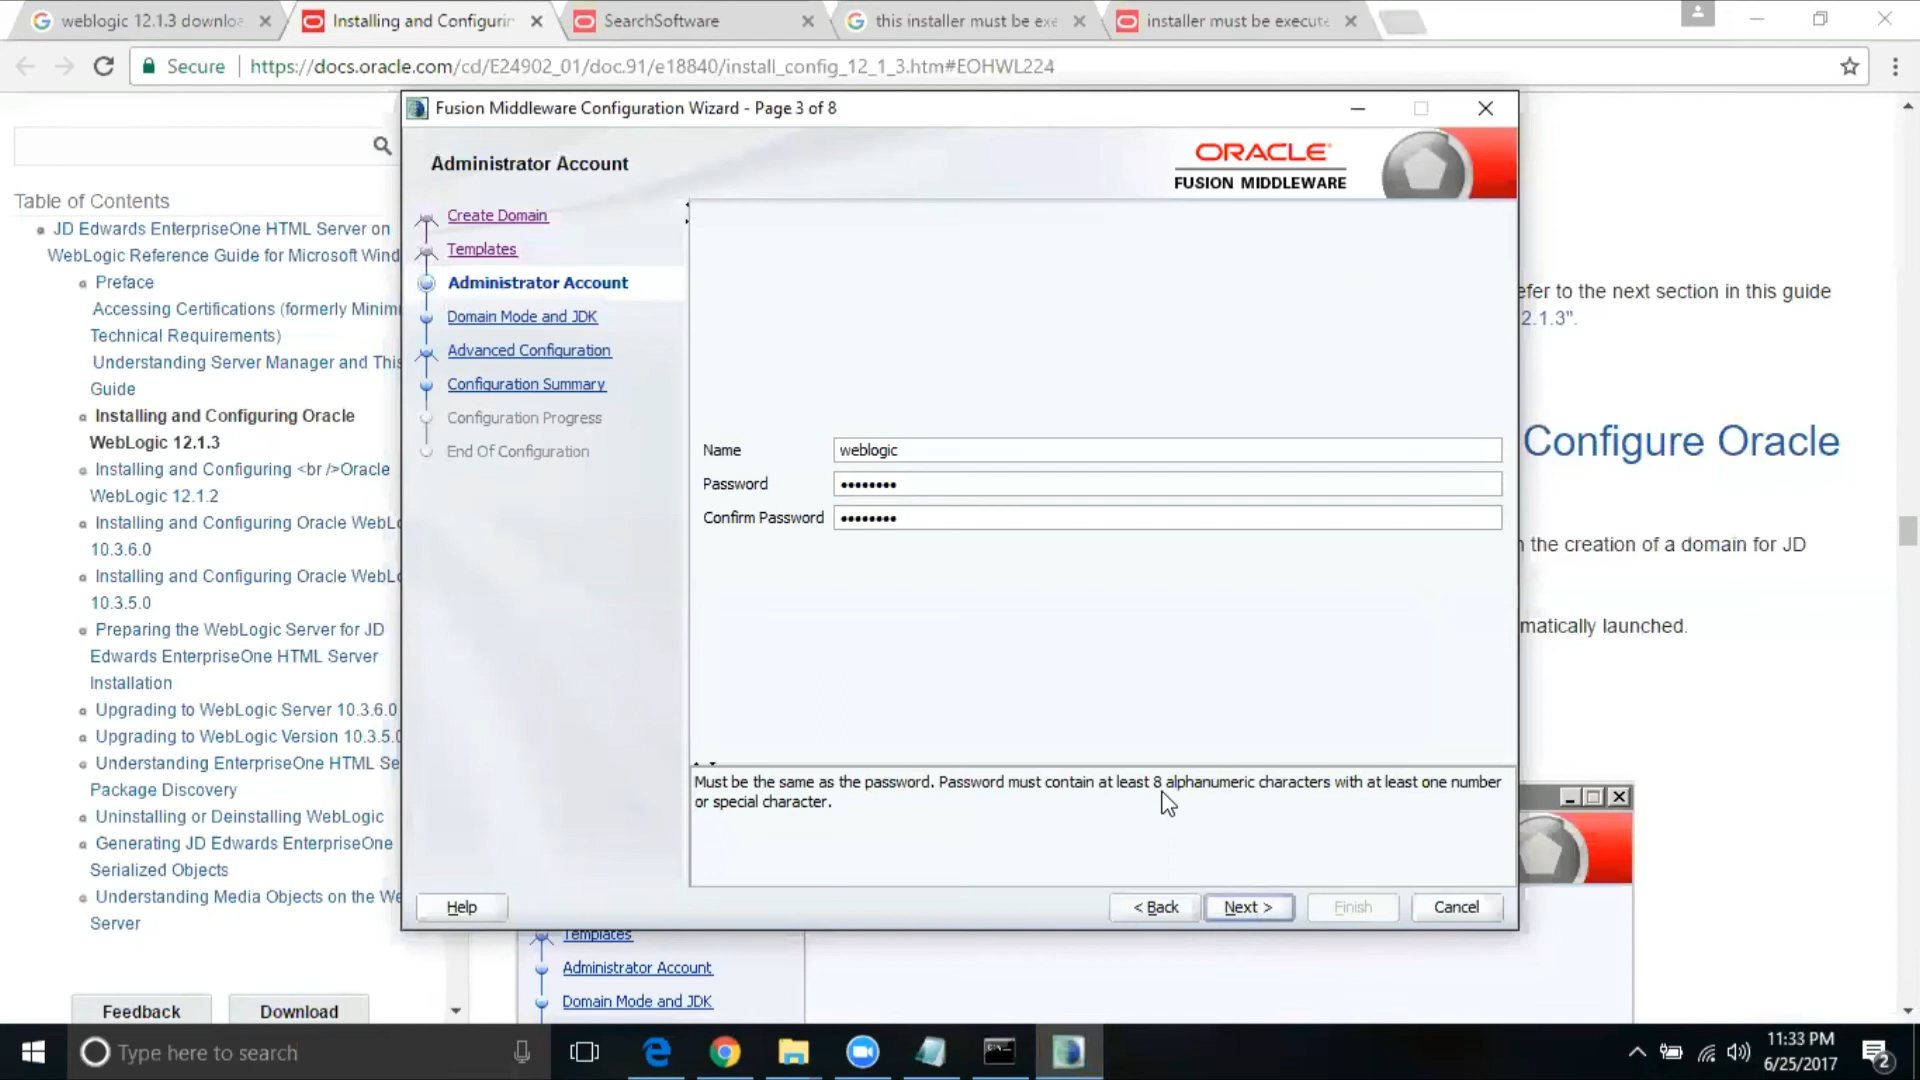 weblogic 12.1.3 downloa
Installing and Configurin
SearchSoftware
this installer must be exe
installer must be execute
Secure
https://docs.oracle.com/cd/E24902_01/doc.91/e18840/install_config_12_1_3.htm#EOHWL224
Fusion Middleware Configuration Wizard - Page 3 of 8
Administrator Account
ORACLE
FUSION MIDDLEWARE
Table of Contents
JD Edwards EnterpriseOne HTML Server on
WebLogic Reference Guide for Microsoft Wind
Preface
Accessing Certifications (formerly Minim
Technical Requirements)
Understanding Server Manager and This
Guide
Installing and Configuring Oracle
WebLogic 12.1.3
Installing and Configuring <br />Oracle
WebLogic 12.1.2
Installing and Configuring Oracle WebLo
10.3.6.0
Installing and Configuring Oracle WebLo
10.3.5.0
Preparing the WebLogic Server for JD
Edwards EnterpriseOne HTML Server
Installation
Upgrading to WebLogic Server 10.3.6.0
Upgrading to WebLogic Version 10.3.5.0
Understanding EnterpriseOne HTML Se
Package Discovery
Uninstalling or Deinstalling WebLogic
Generating JD Edwards EnterpriseOne
Serialized Objects
Understanding Media Objects on the We
Server
Feedback
Download
Create Domain
Templates
Administrator Account
Domain Mode and JDK
Advanced Configuration
Configuration Summary
Configuration Progress
End Of Configuration
Name
weblogic
Password
••••••••
Confirm Password
••••••••
Must be the same as the password. Password must contain at least 8 alphanumeric characters with at least one number
or special character.
Help
< Back
Next >
Finish
Cancel
efer to the next section in this guide
2.1.3".
Configure Oracle
the creation of a domain for JD
matically launched.
Templates
Administrator Account
Domain Mode and JDK
Type here to search
11:33 PM
6/25/2017
2